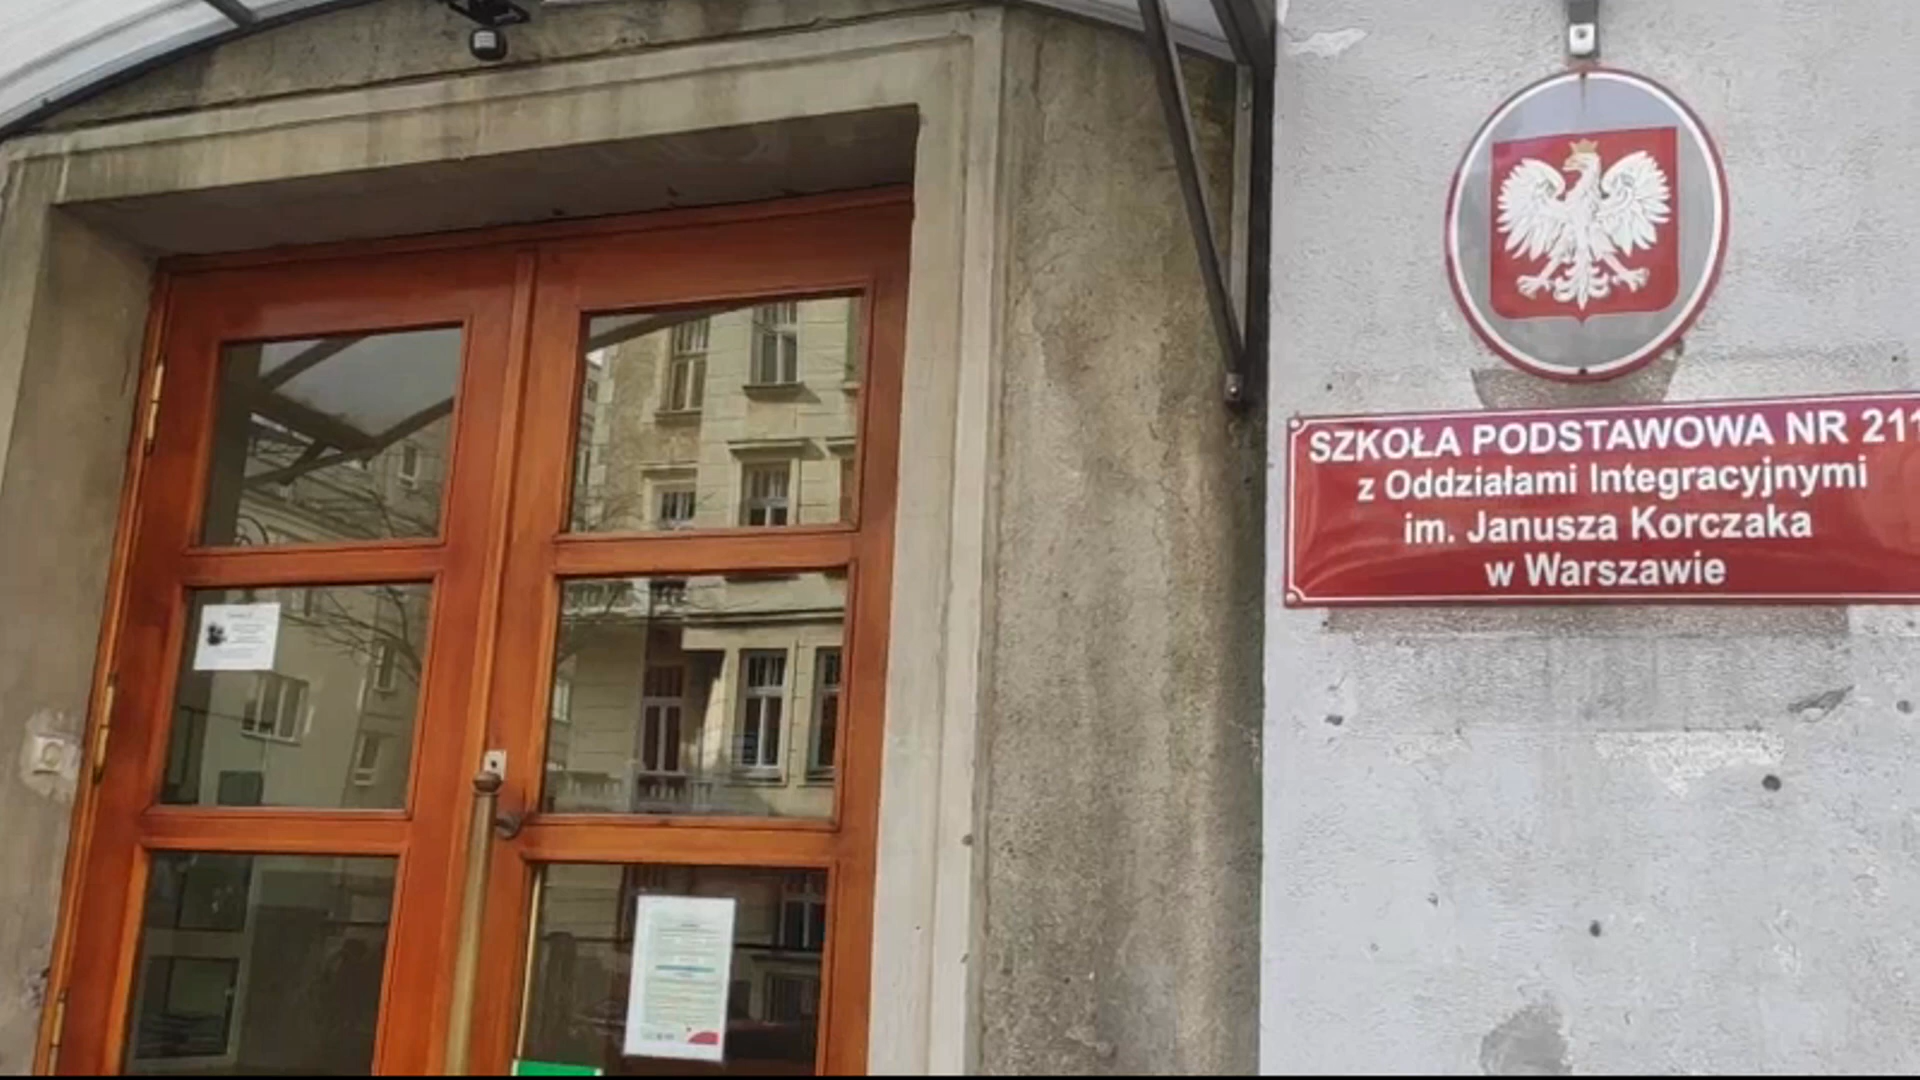 SZKOŁA PODSTAWOWA NR 211
z Oddziałami Integracyjnymi
im. Janusza Korczaka
w Warszawie